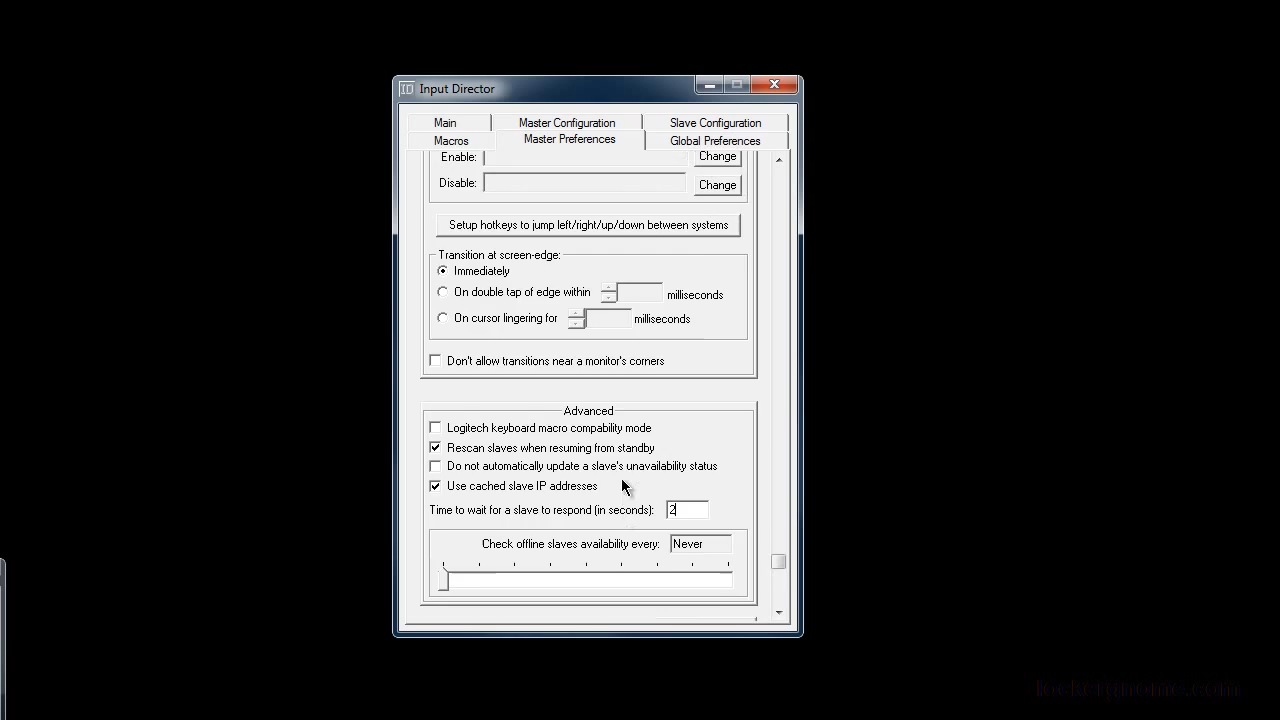 Input Director
Main Master Configuration Slave Configuration
Macros Master Preferences Global Preferences
Enable: Change
Disable: Change
Setup hotkeys to jump left/right/up/down between systems
Transition at screen-edge:
Immediately
On double tap of edge within milliseconds
On cursor lingering for milliseconds
Don't allow transitions near a monitor's corners
Advanced
Logitech keyboard macro compability mode
Rescan slaves when resuming from standby
Do not automatically update a slave's unavailability status
Use cached slave IP addresses
Time to wait for a slave to respond (in seconds): 2
Check offline slaves availability every: Never